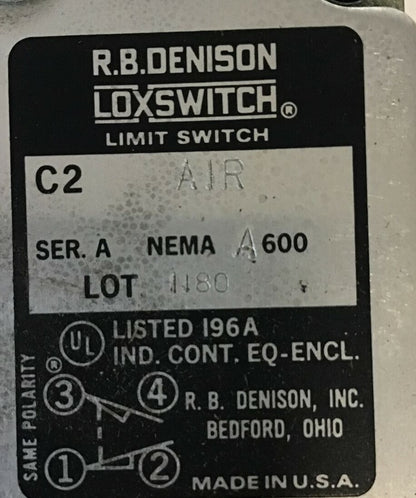 R.B.DENISON
LOXSWITCH®
LIMIT SWITCH
C2 AJR
SER. A NEMA A600
LOT 1180
UL ® LISTED 196A
IND. CONT. EQ-ENCL.
SAME POLARITY
3 4
R. B. DENISON, INC.
BEDFORD, OHIO
1 2
MADE IN U.S.A.